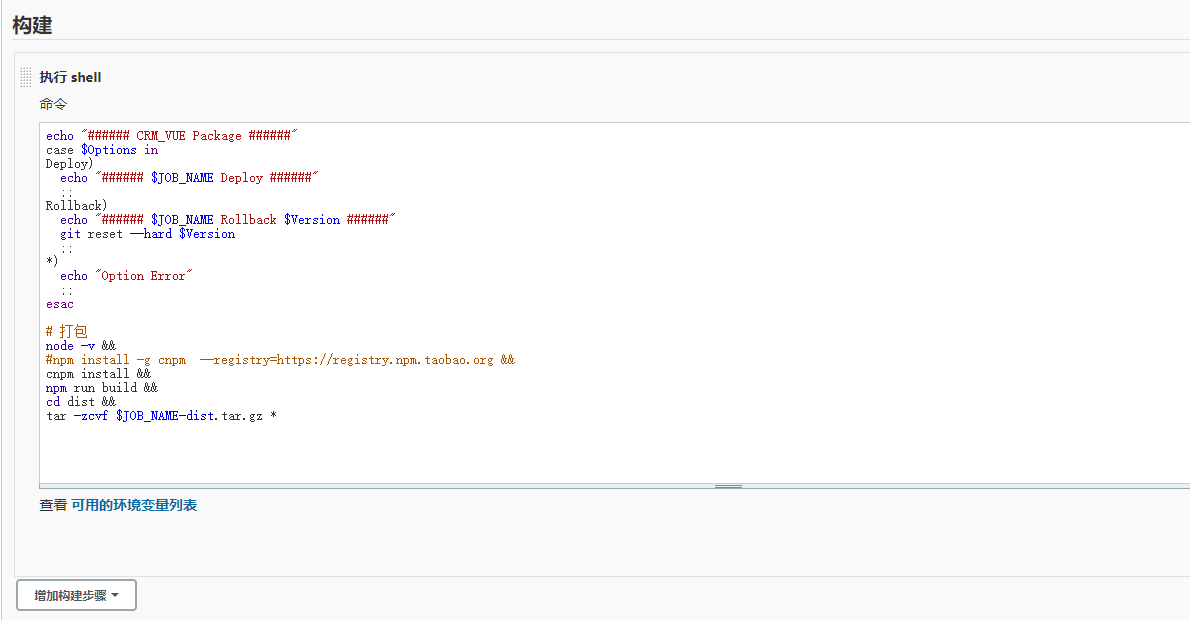 构建
执行 shell
命令
echo "###### CRM_VUE Package ######"
case $Options in
Deploy)
  echo "###### $JOB_NAME Deploy ######"
  ;;
Rollback)
  echo "###### $JOB_NAME Rollback $Version ######"
  git reset --hard $Version
  ;;
*)
  echo "Option Error"
  ;;
esac
# 打包
node -v &&
#npm install -g cnpm  --registry=https://registry.npm.taobao.org &&
cnpm install &&
npm run build &&
cd dist &&
tar -zcvf $JOB_NAME-dist.tar.gz *
查看 可用的环境变量列表
增加构建步骤